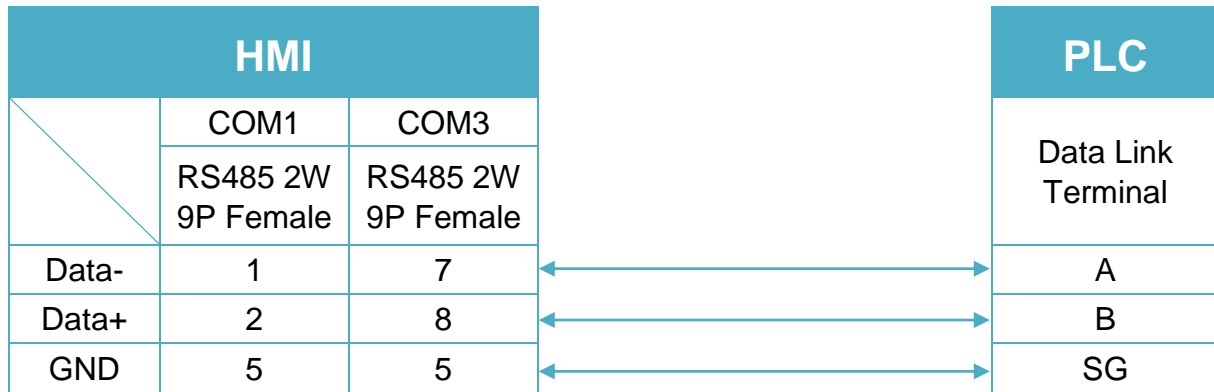 HMI PLC
COM1 COM3
RS485 2W RS485 2W
9P Female 9P Female
Data Link
Terminal
Data- 1 7 A
Data+ 2 8 B
GND 5 5 SG